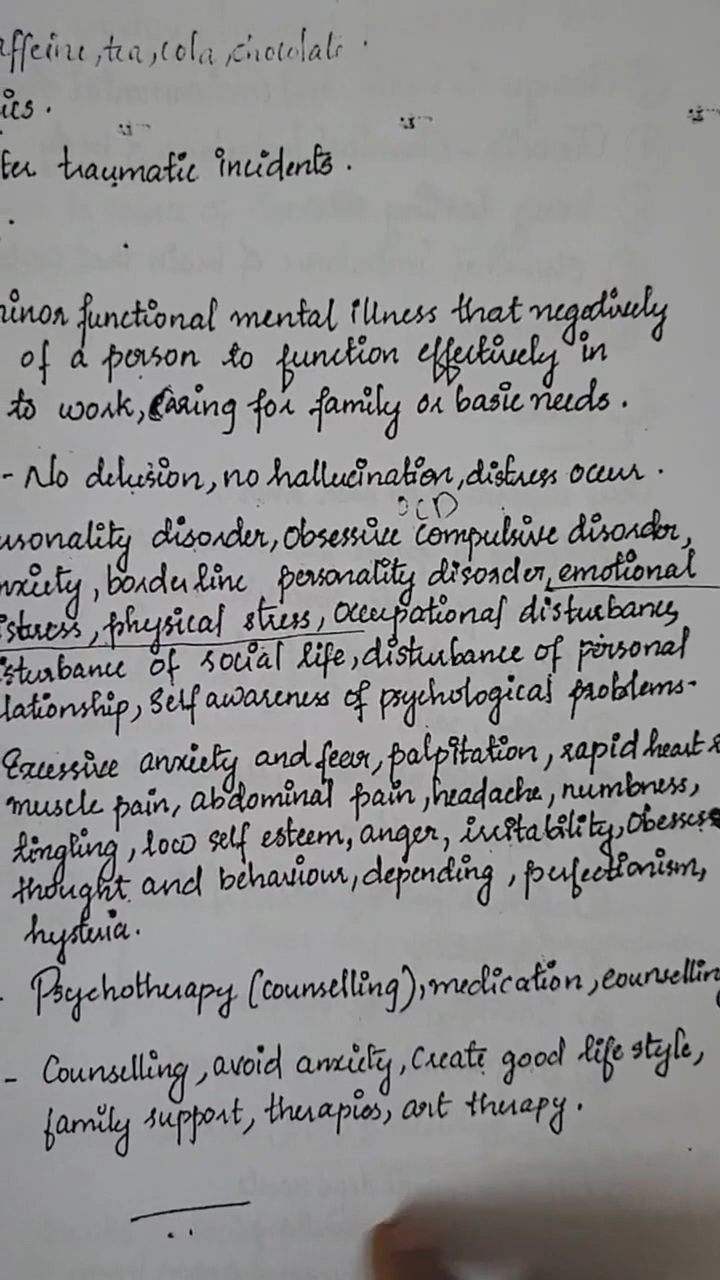 affeine, tea, cola, chocolate.
ics.
ter traumatic incidents.
minor functional mental illness that negatively
of a person to function effectively in
to work, Caring for family or basic needs.
- No delusion, no hallucination, distress occur.
OCD
rsonality disorder, Obsessive compulsive disorder,
nxiety, borderline personality disorder, emotional
stress, physical stress, occupational disturbance,
sturbance of social life, disturbance of personal
lationship, Self awareness of psychological problems.
Excessive anxiety and fear, palpitation, rapid heart
muscle pain, abdominal pain, headache, numbness,
tingling, low self esteem, anger, irritability, Obesses
thought and behaviour, depending, perfectionism,
hysteria.
. Psychotherapy (counselling), medication, counselling
- Counselling, avoid anxiety, create good life style,
family support, therapies, art therapy.